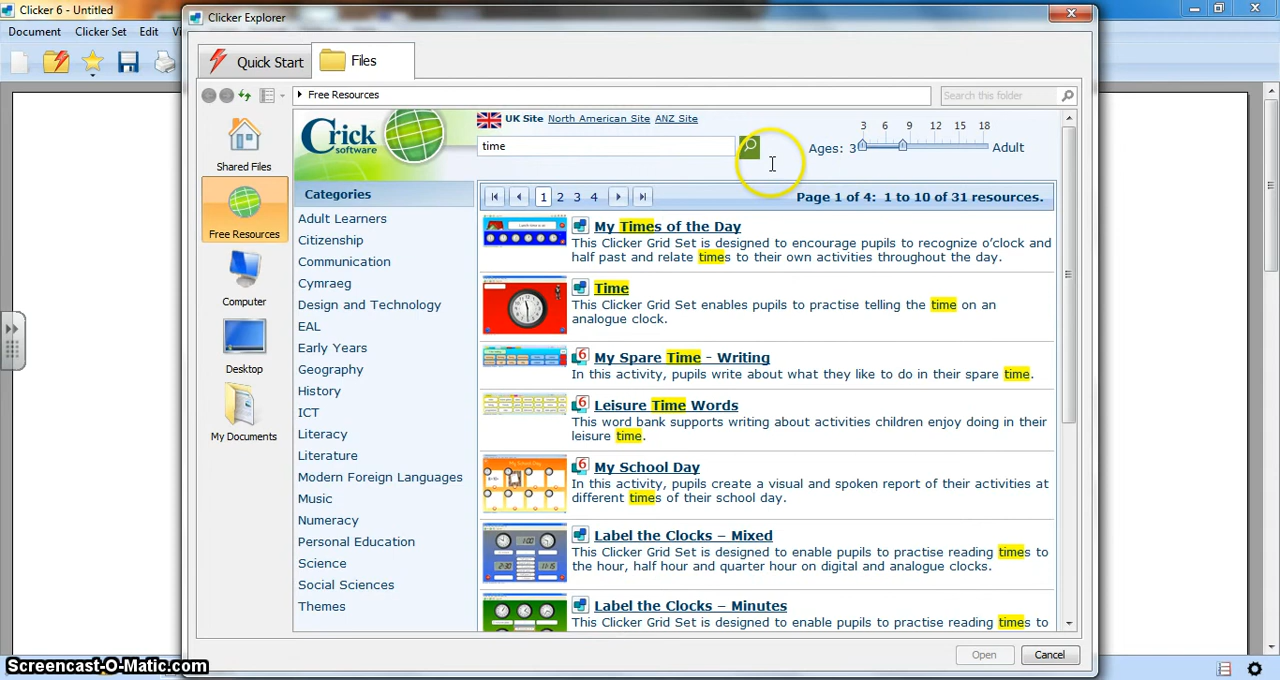 Clicker 6 - Untitled
Document Clicker Set Edit
Clicker Explorer
Quick Start
Files
Free Resources
Search this folder
Shared Files
Free Resources
Computer
Desktop
My Documents
Crick
software
UK Site North American Site ANZ Site
time
3 6 9 12 15 18
Ages: 3 Adult
Categories
Adult Learners
Citizenship
Communication
Cymraeg
Design and Technology
EAL
Early Years
Geography
History
ICT
Literacy
Literature
Modern Foreign Languages
Music
Numeracy
Personal Education
Science
Social Sciences
Themes
1 2 3 4
Page 1 of 4: 1 to 10 of 31 resources.
My Times of the Day
This Clicker Grid Set is designed to encourage pupils to recognize o'clock and
half past and relate times to their own activities throughout the day.
Time
This Clicker Grid Set enables pupils to practise telling the time on an
analogue clock.
My Spare Time - Writing
In this activity, pupils write about what they like to do in their spare time.
Leisure Time Words
This word bank supports writing about activities children enjoy doing in their
leisure time.
My School Day
In this activity, pupils create a visual and spoken report of their activities at
different times of their school day.
Label the Clocks – Mixed
This Clicker Grid Set is designed to enable pupils to practise reading times to
the hour, half hour and quarter hour on digital and analogue clocks.
Label the Clocks – Minutes
This Clicker Grid Set is designed to enable pupils to practise reading times to
Open
Cancel
Screencast-O-Matic.com